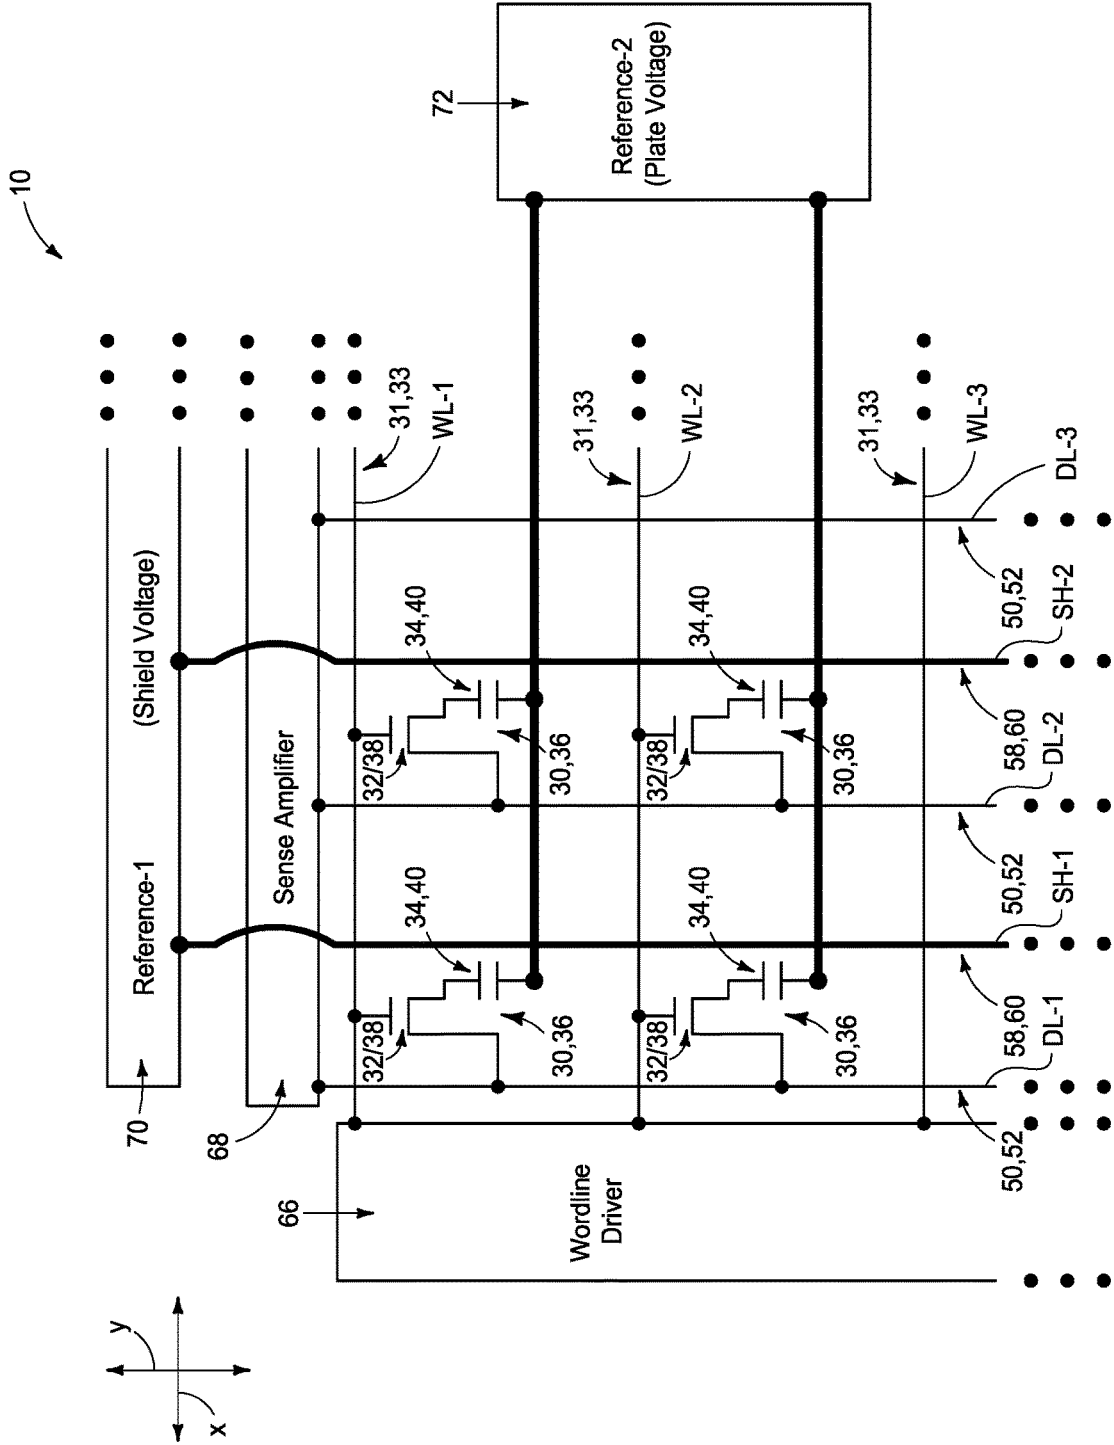 10
y
70
Reference-1
(Shield Voltage)
x
68
Sense Amplifier
66
32/38
32/38
31,33
34,40
34,40
WL-1
72
30,36
30,36
Wordline
Driver
31,33
Reference-2
(Plate Voltage)
32/38
32/38
WL-2
34,40
34,40
30,36
30,36
31,33
WL-3
50,52
58,60
50,52
58,60
50,52
DL-1
SH-1
DL-2
SH-2
DL-3